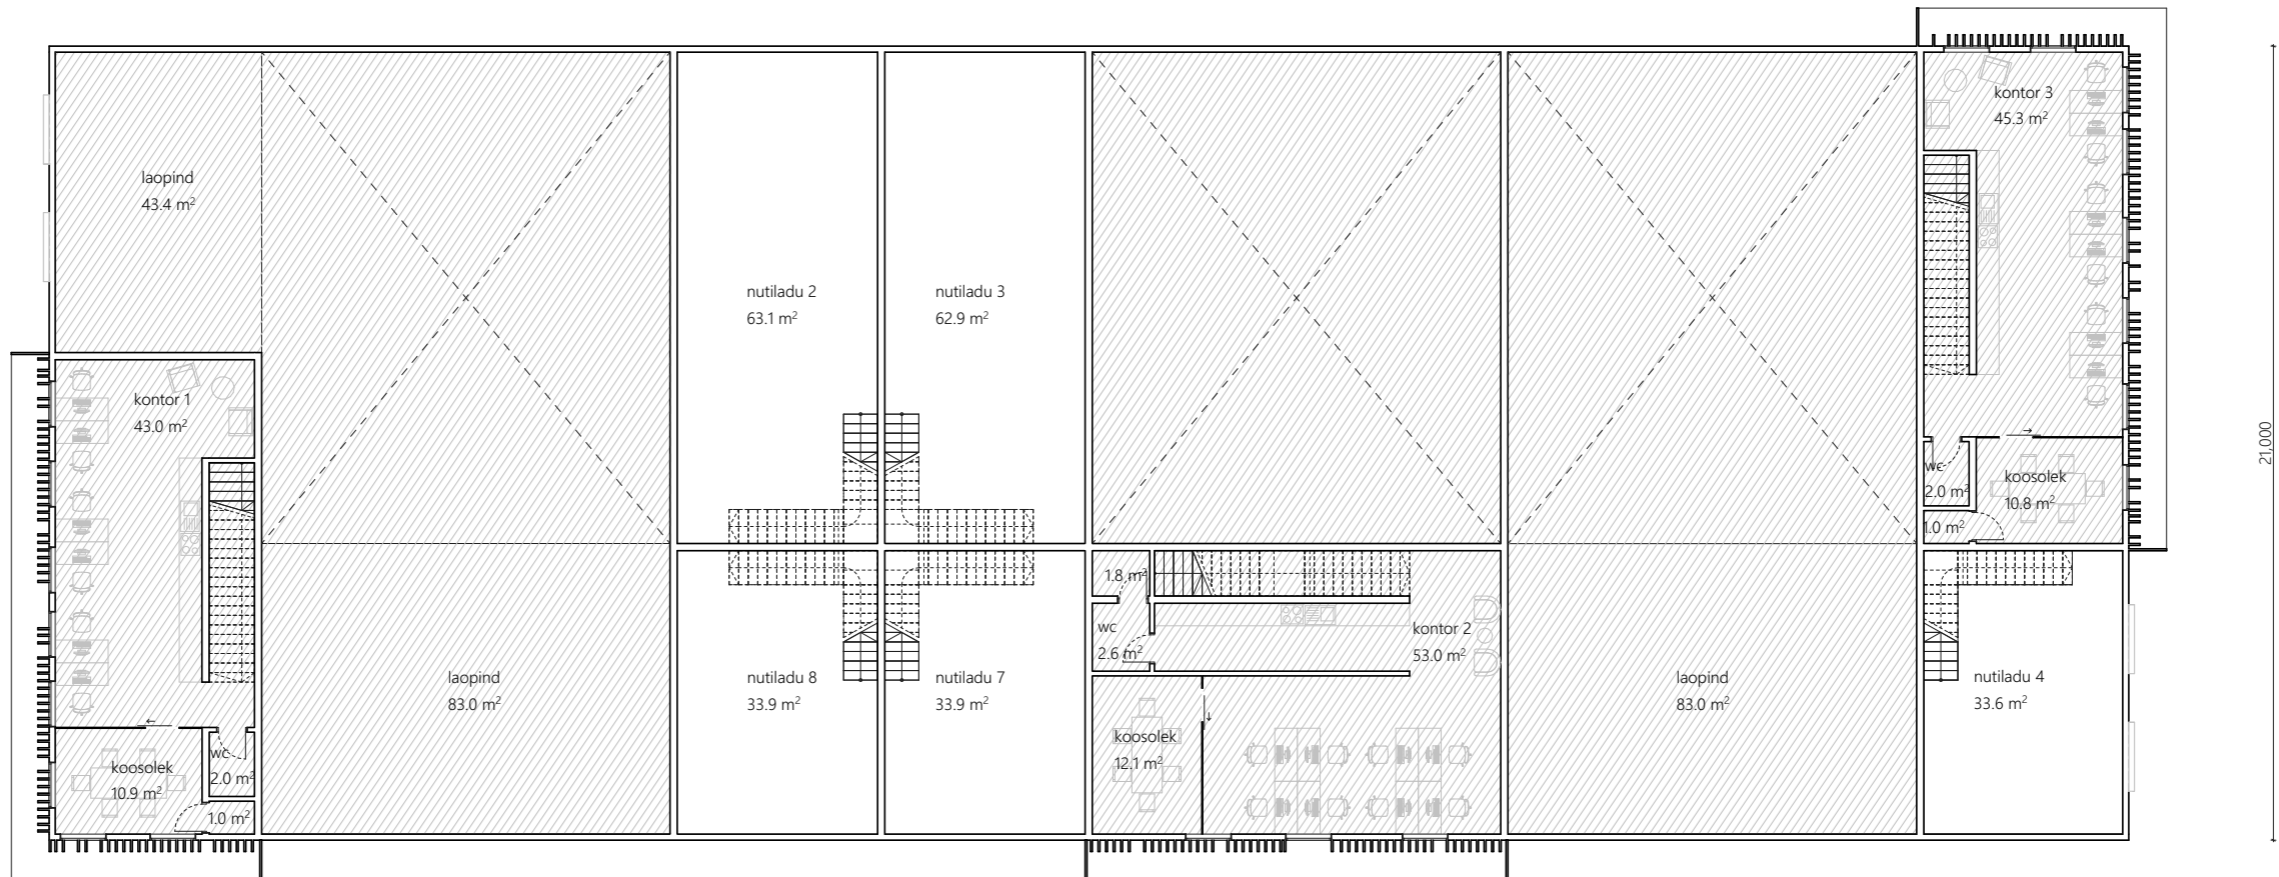 kontor 3
45.3 m²
laopind
43.4 m²
nutiladu 2
63.1 m²
nutiladu 3
62.9 m²
kontor 1
43.0 m²
21,000
wc
2.0 m²
koosolek
10.8 m²
1.0 m²
1.8 m²
wc
2.6 m²
kontor 2
53.0 m²
laopind
83.0 m²
nutiladu 8
33.9 m²
nutiladu 7
33.9 m²
laopind
83.0 m²
nutiladu 4
33.6 m²
koosolek
12.1 m²
koosolek
10.9 m²
wc
2.0 m²
1.0 m²